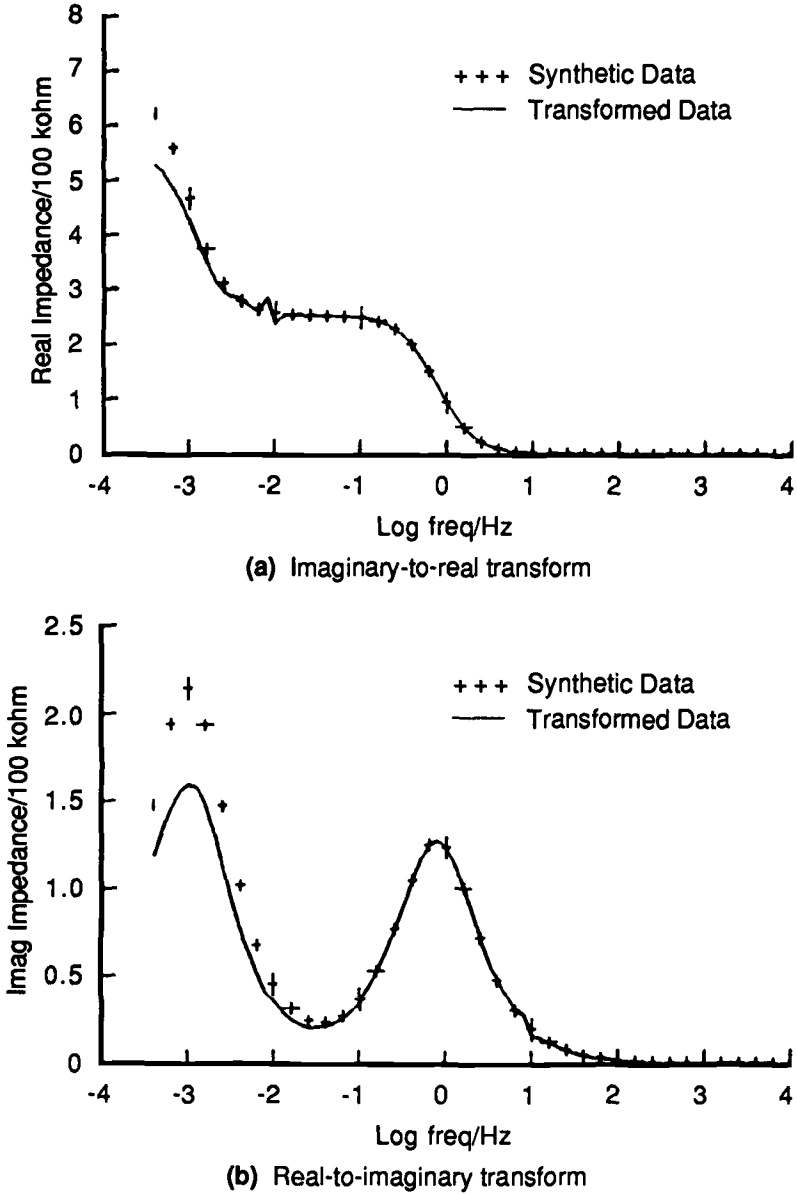 8
7
6
5
4
3
2
1
0
Real Impedance/100 kohm
+ + + Synthetic Data
Transformed Data
-4 -3 -2 -1 0 1 2 3 4
Log freq/Hz
(a) Imaginary-to-real transform
2.5
2.0
1.5
1.0
0.5
0
Imag Impedance/100 kohm
+ + + Synthetic Data
Transformed Data
-4 -3 -2 -1 0 1 2 3 4
Log freq/Hz
(b) Real-to-imaginary transform